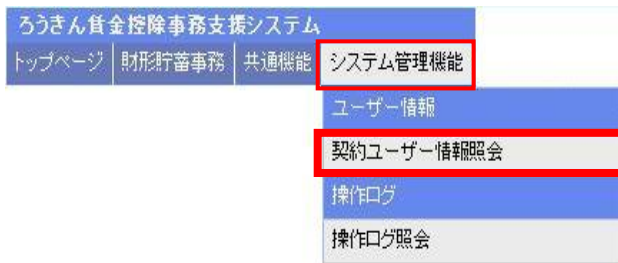 ろうきん賃金控除事務支援システム
トップページ 財形貯蓄事務 共通機能 システム管理機能
ユーザー情報
契約ユーザー情報照会
操作ログ
操作ログ照会